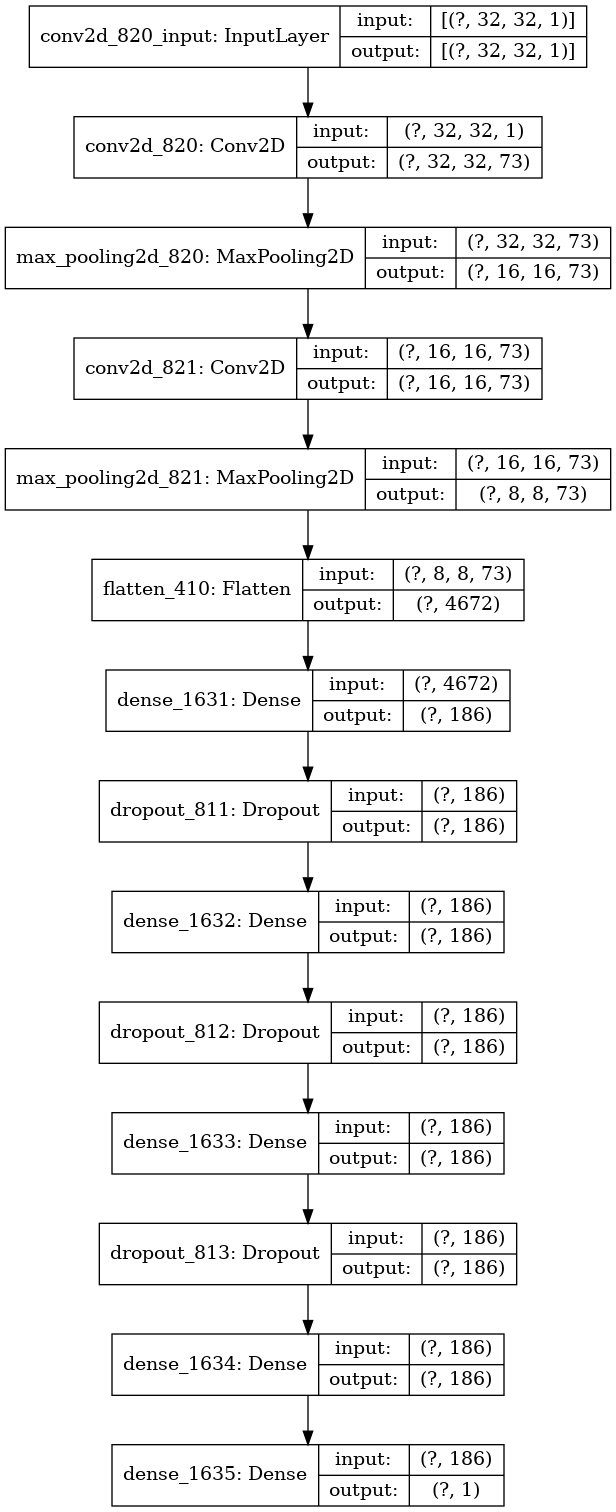 conv2d_820_input: InputLayer
input: [(?, 32, 32, 1)]
output: [(?, 32, 32, 1)]
conv2d_820: Conv2D
input: (?, 32, 32, 1)
output: (?, 32, 32, 73)
max_pooling2d_820: MaxPooling2D
input: (?, 32, 32, 73)
output: (?, 16, 16, 73)
conv2d_821: Conv2D
input: (?, 16, 16, 73)
output: (?, 16, 16, 73)
max_pooling2d_821: MaxPooling2D
input: (?, 16, 16, 73)
output: (?, 8, 8, 73)
flatten_410: Flatten
input: (?, 8, 8, 73)
output: (?, 4672)
dense_1631: Dense
input: (?, 4672)
output: (?, 186)
dropout_811: Dropout
input: (?, 186)
output: (?, 186)
dense_1632: Dense
input: (?, 186)
output: (?, 186)
dropout_812: Dropout
input: (?, 186)
output: (?, 186)
dense_1633: Dense
input: (?, 186)
output: (?, 186)
dropout_813: Dropout
input: (?, 186)
output: (?, 186)
dense_1634: Dense
input: (?, 186)
output: (?, 186)
dense_1635: Dense
input: (?, 186)
output: (?, 1)